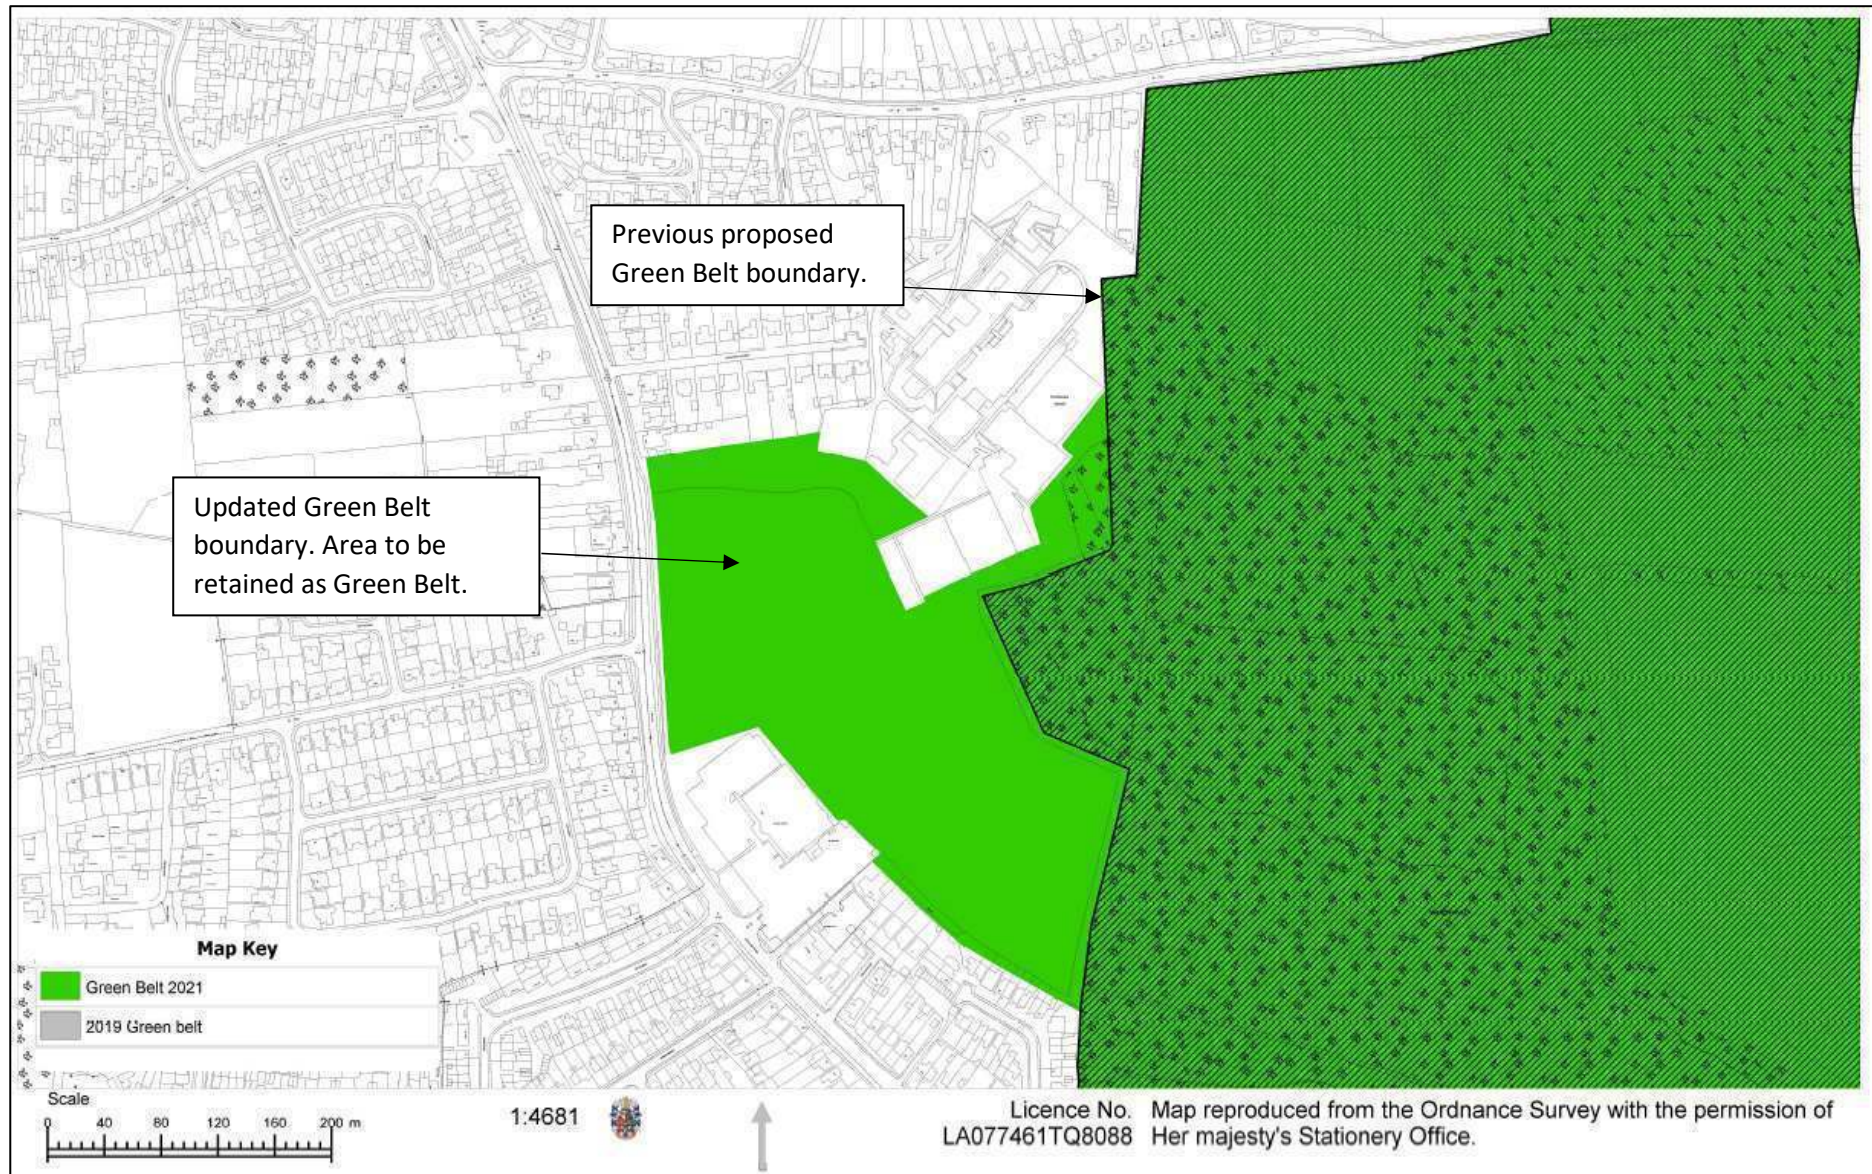 Previous proposed
Green Belt boundary.
Updated Green Belt
boundary. Area to be
retained as Green Belt.
Map Key
Green Belt 2021
2019 Green belt
Scale
0 40 80 120 160 200 m
1:4681
Licence No. Map reproduced from the Ordnance Survey with the permission of
LA077461TQ8088 Her majesty's Stationery Office.